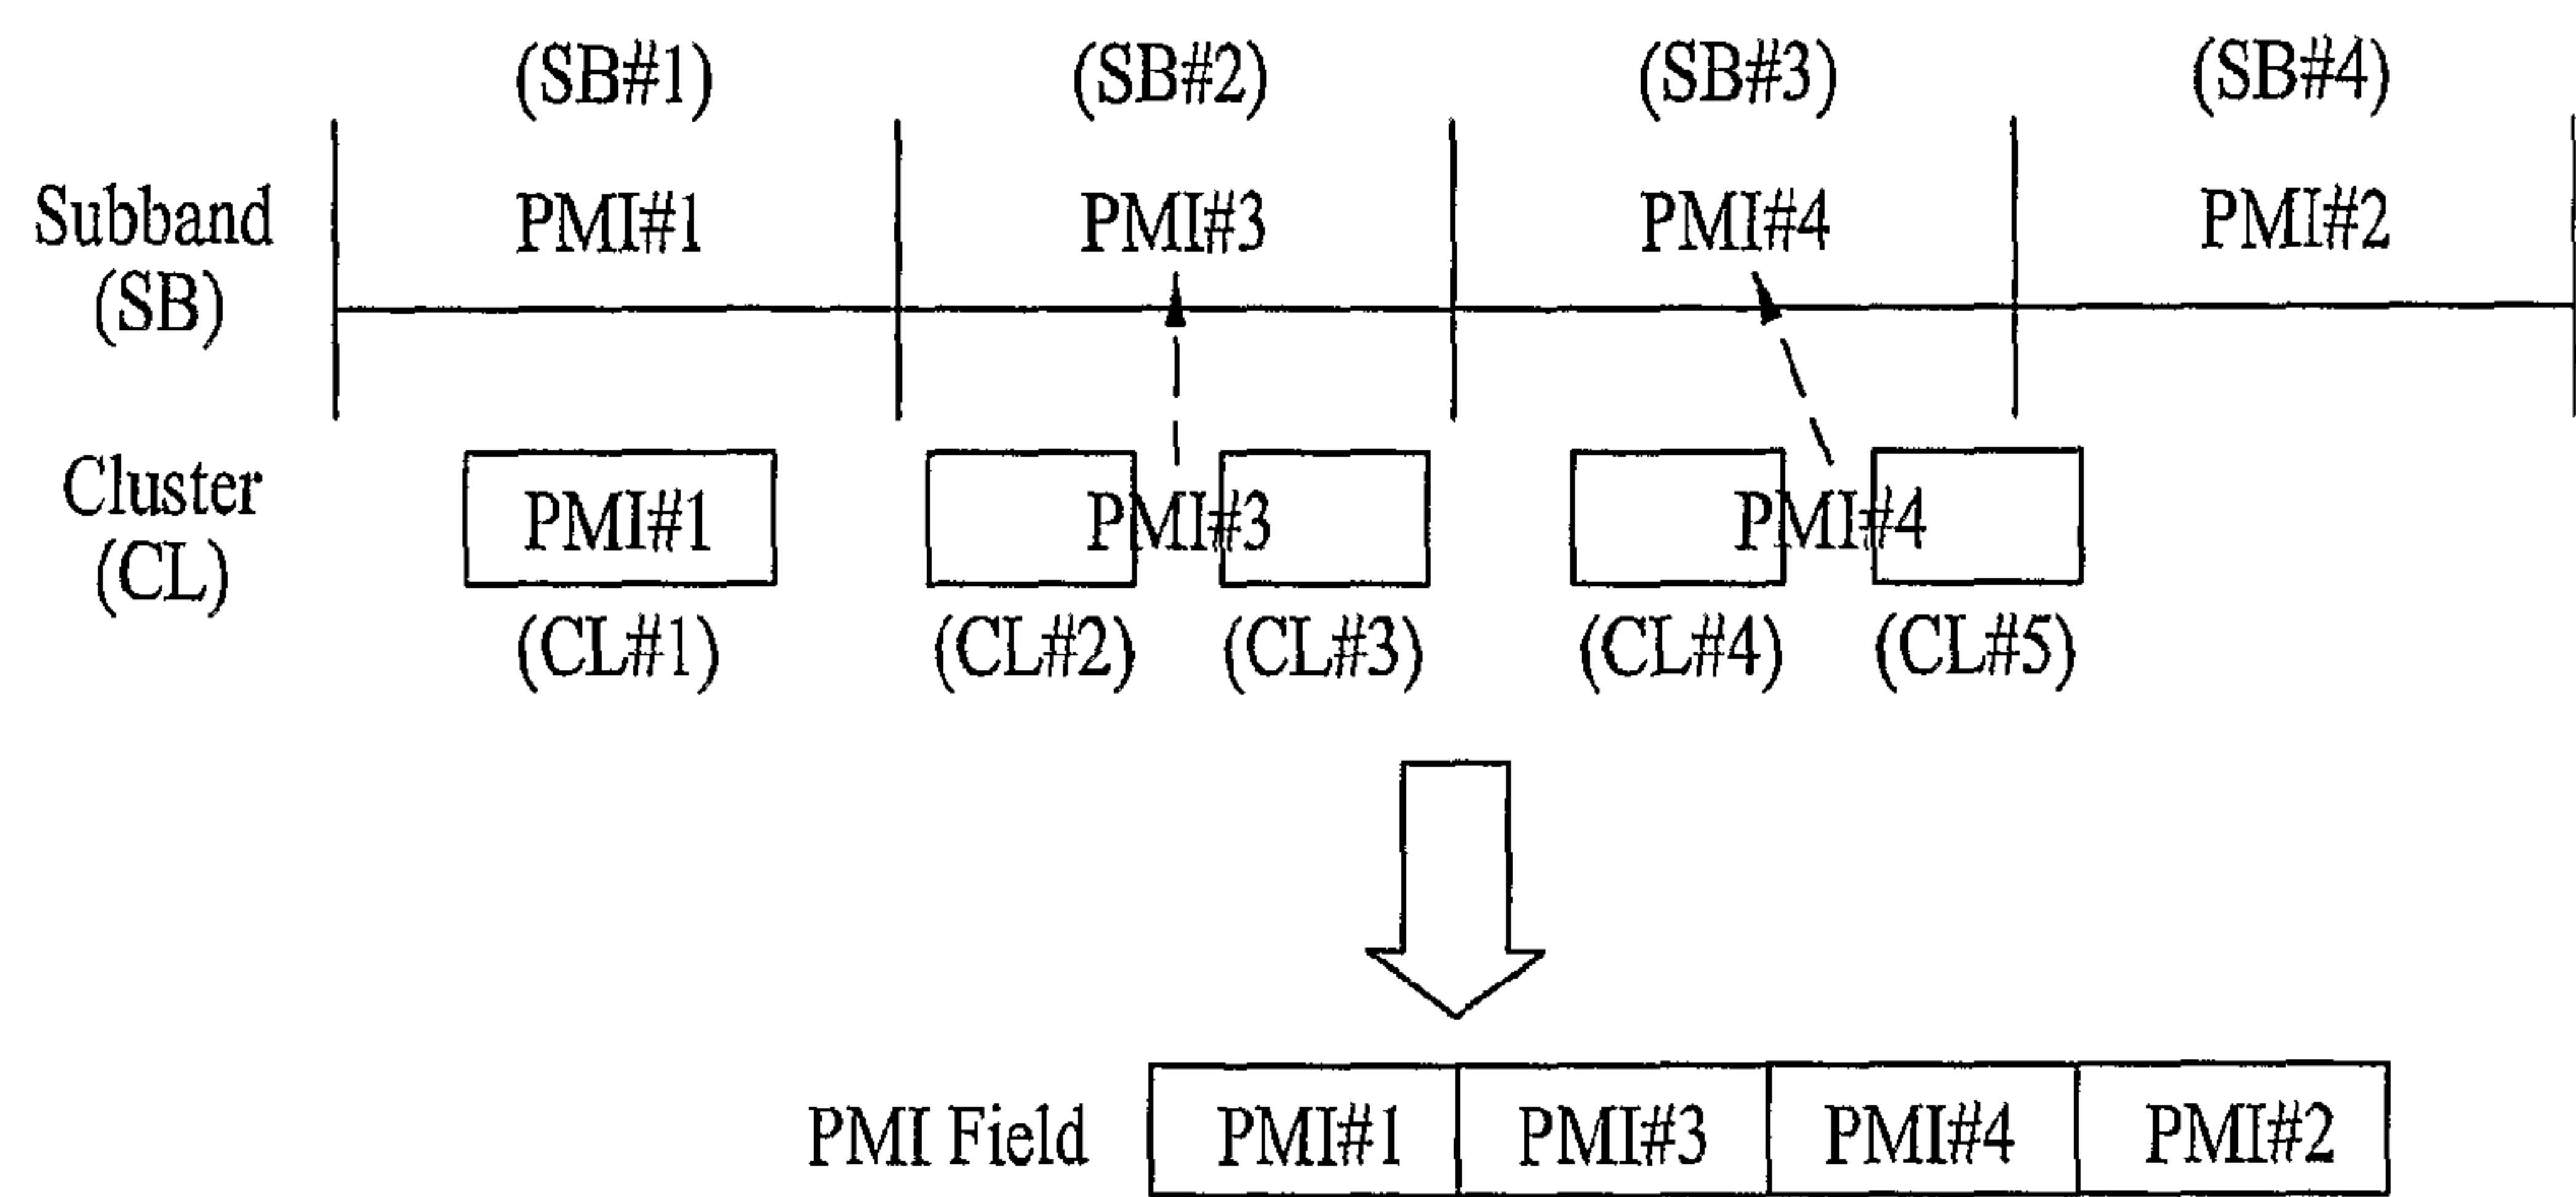 (SB#1) (SB#2) (SB#3) (SB#4)
Subband
(SB)
PMI#1 PMI#3 PMI#4 PMI#2
Cluster
(CL)
PMI#1 PMI#3 PMI#4
(CL#1) (CL#2) (CL#3) (CL#4) (CL#5)
PMI Field PMI#1 PMI#3 PMI#4 PMI#2